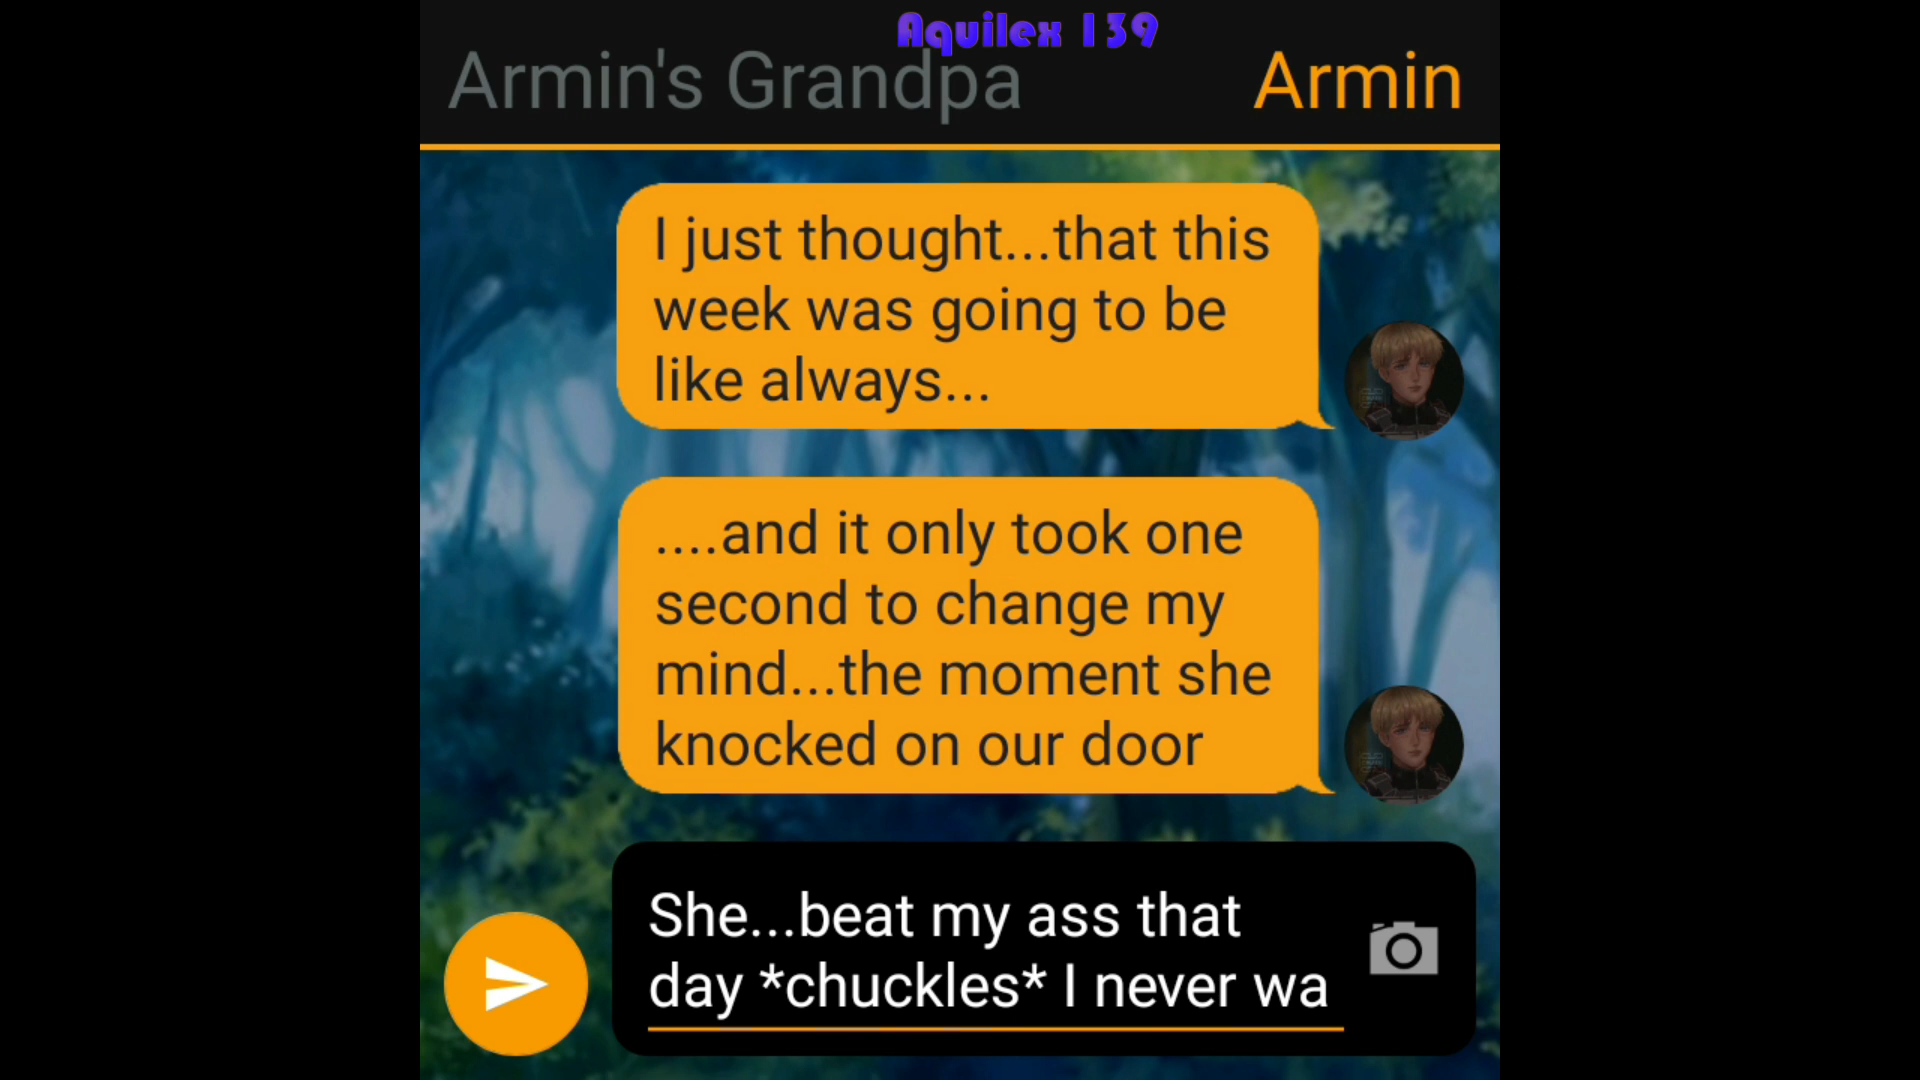 Aquilex 139
Armin's Grandpa
Armin
I just thought...that this
week was going to be
like always...
....and it only took one
second to change my
mind...the moment she
knocked on our door
She...beat my ass that
day *chuckles* I never wa